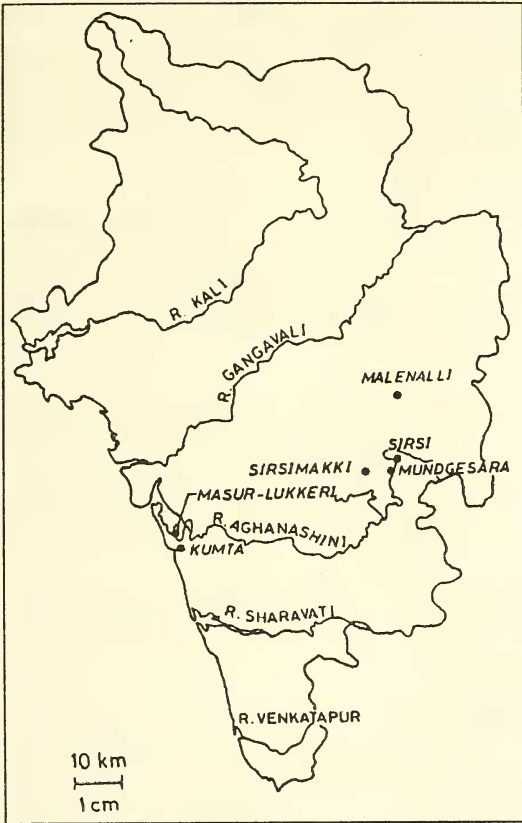 R. KALI
R. GANGAVALI
MALENALLI
SIRSI
SIRSIMAKKI
MUNDGESARA
MASUR-LUKKERI
R. AGHANASHINI
KUMTA
R. SHARAVATI
R. VENKATAPUR
10 km
1 cm